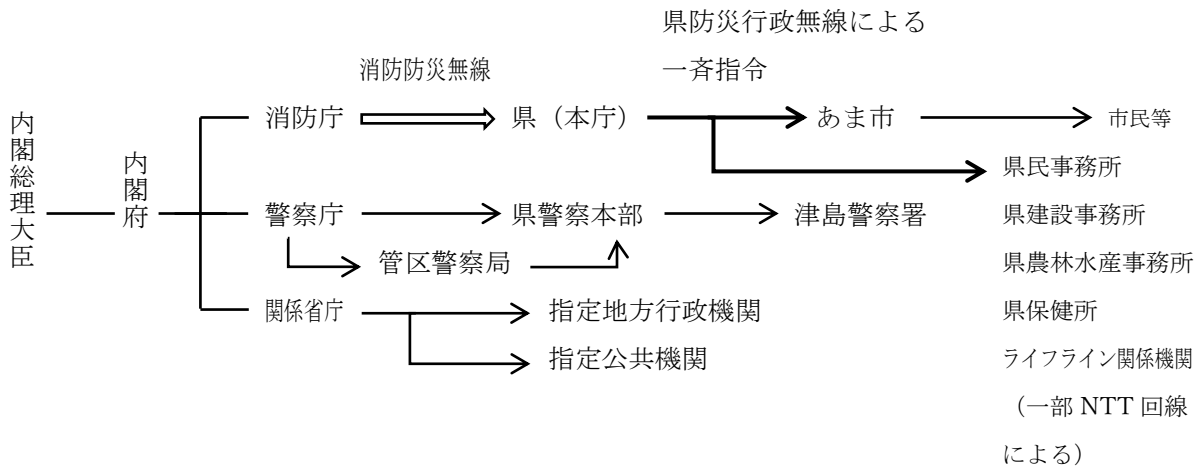 県防災行政無線による
一斉指令
消防防災無線
内閣総理大臣
内閣府
消防庁
県（本庁）
あま市
市民等
県民事務所
警察庁
県警察本部
津島警察署
県建設事務所
管区警察局
県農林水産事務所
関係省庁
指定地方行政機関
県保健所
指定公共機関
ライフライン関係機関
（一部 NTT 回線
による）